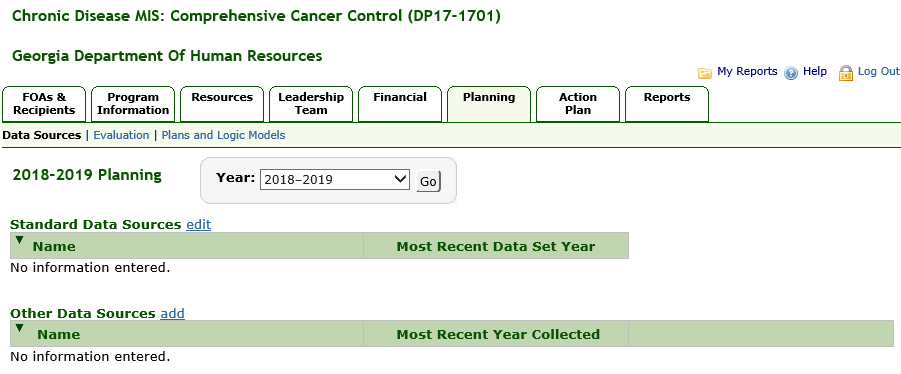 Chronic Disease MIS: Comprehensive Cancer Control (DP17-1701)
Georgia Department Of Human Resources
My Reports Help Log Out
FOAs & Recipients
Program Information
Resources
Leadership Team
Financial
Planning
Action Plan
Reports
Data Sources | Evaluation | Plans and Logic Models
2018-2019 Planning
Year: 2018–2019 Go
Standard Data Sources edit
Name Most Recent Data Set Year
No information entered.
Other Data Sources add
Name Most Recent Year Collected
No information entered.